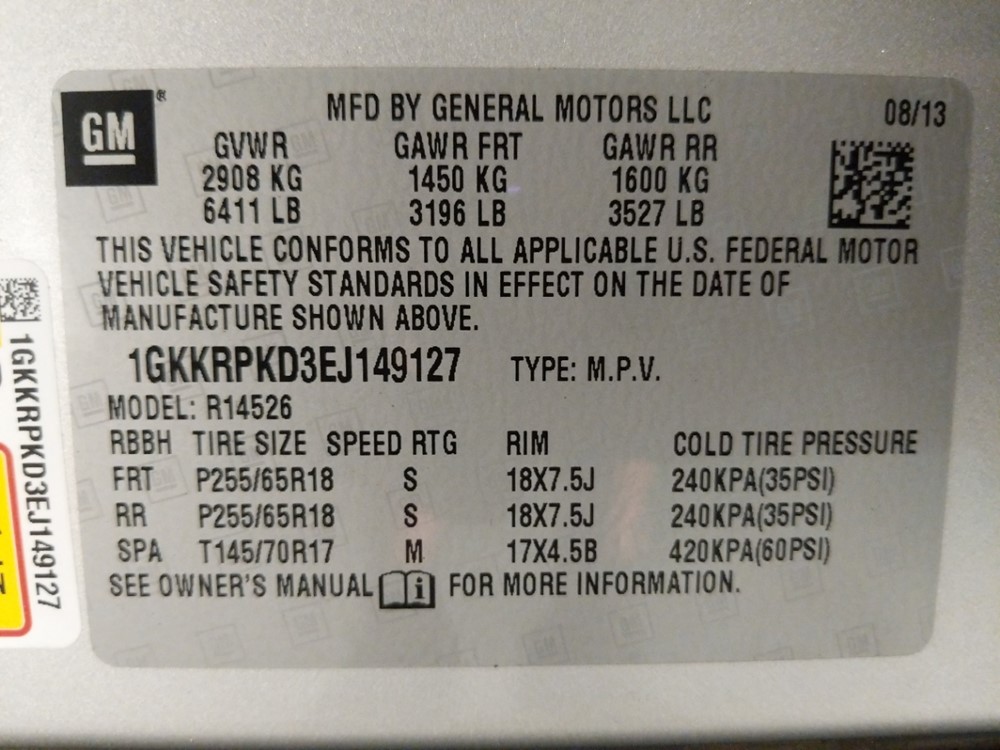 GM ®
MFD BY GENERAL MOTORS LLC 08/13
GVWR GAWR FRT GAWR RR
2908 KG 1450 KG 1600 KG
6411 LB 3196 LB 3527 LB
THIS VEHICLE CONFORMS TO ALL APPLICABLE U.S. FEDERAL MOTOR
VEHICLE SAFETY STANDARDS IN EFFECT ON THE DATE OF
MANUFACTURE SHOWN ABOVE.
1GKKRPKD3EJ149127 TYPE: M.P.V.
MODEL: R14526
RBBH TIRE SIZE SPEED RTG RIM COLD TIRE PRESSURE
FRT P255/65R18 S 18X7.5J 240KPA(35PSI)
RR P255/65R18 S 18X7.5J 240KPA(35PSI)
SPA T145/70R17 M 17X4.5B 420KPA(60PSI)
SEE OWNER'S MANUAL i FOR MORE INFORMATION.
1GKKRPKD3EJ149127